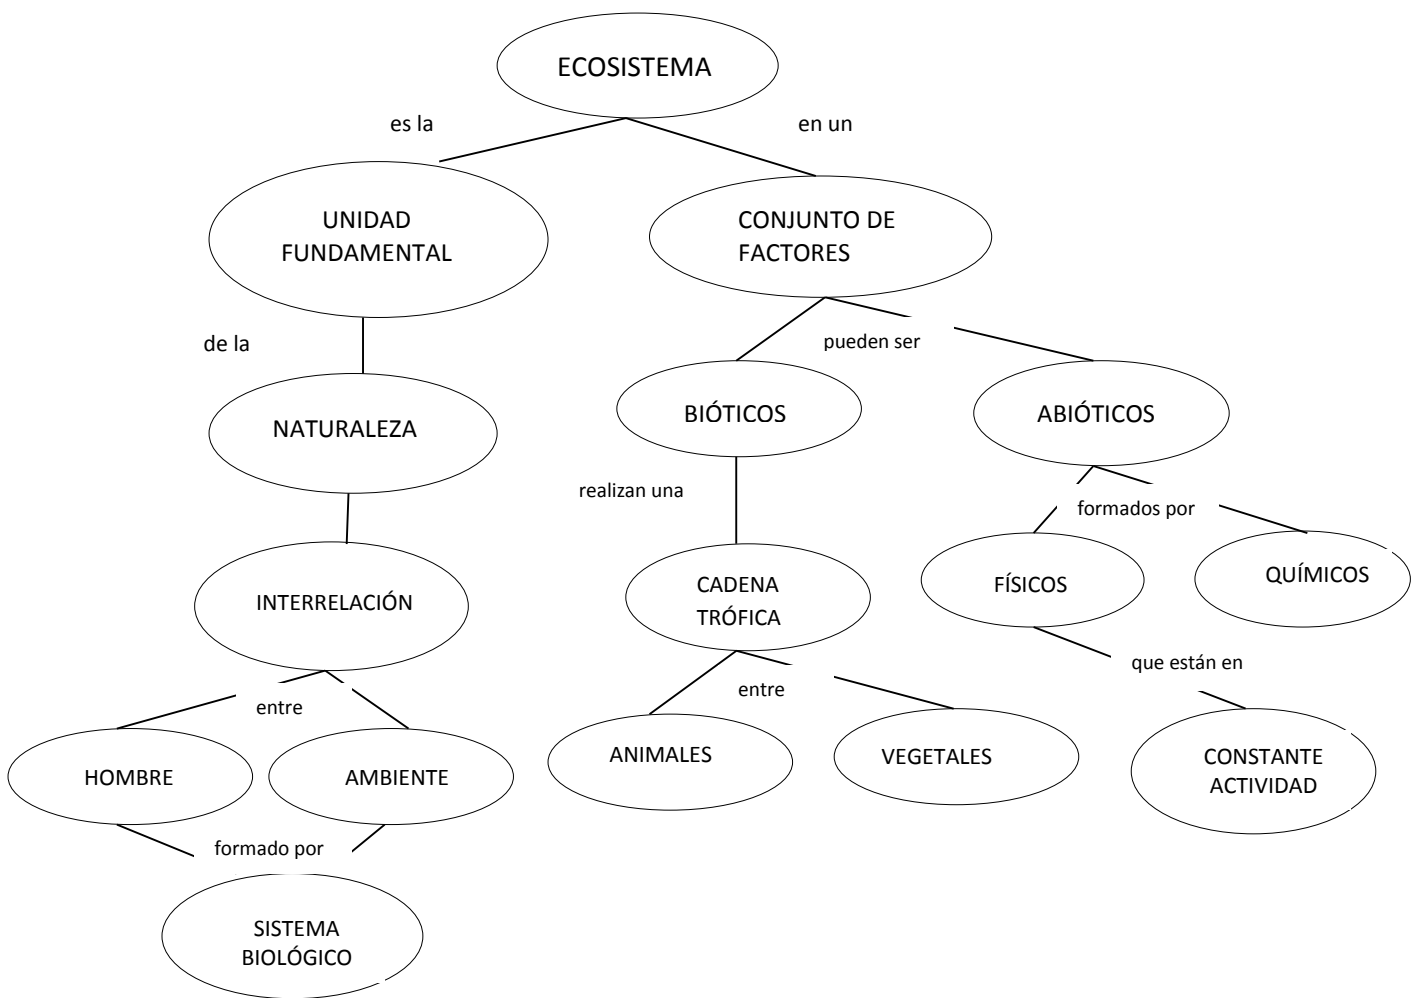 ECOSISTEMA
es la
en un
UNIDAD
FUNDAMENTAL
CONJUNTO DE
FACTORES
de la
pueden ser
NATURALEZA
BIÓTICOS
ABIÓTICOS
realizan una
formados por
INTERRELACIÓN
CADENA
TRÓFICA
FÍSICOS
QUÍMICOS
que están en
entre
entre
HOMBRE
AMBIENTE
ANIMALES
VEGETALES
CONSTANTE
ACTIVIDAD
formado por
SISTEMA
BIOLÓGICO